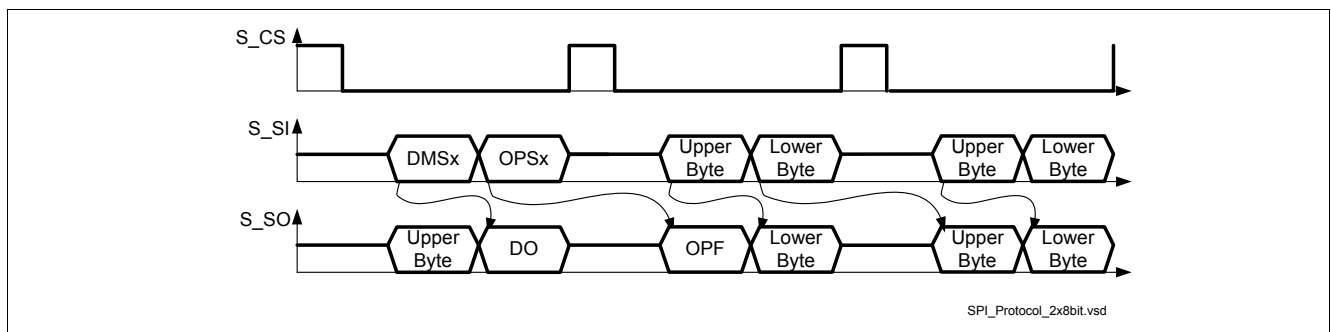 S_CS
S_SI
DMSx
OPSx
Upper
Byte
Lower
Byte
Upper
Byte
Lower
Byte
S_SO
Upper
Byte
DO
OPF
Lower
Byte
Upper
Byte
Lower
Byte
SPI_Protocol_2x8bit.vsd